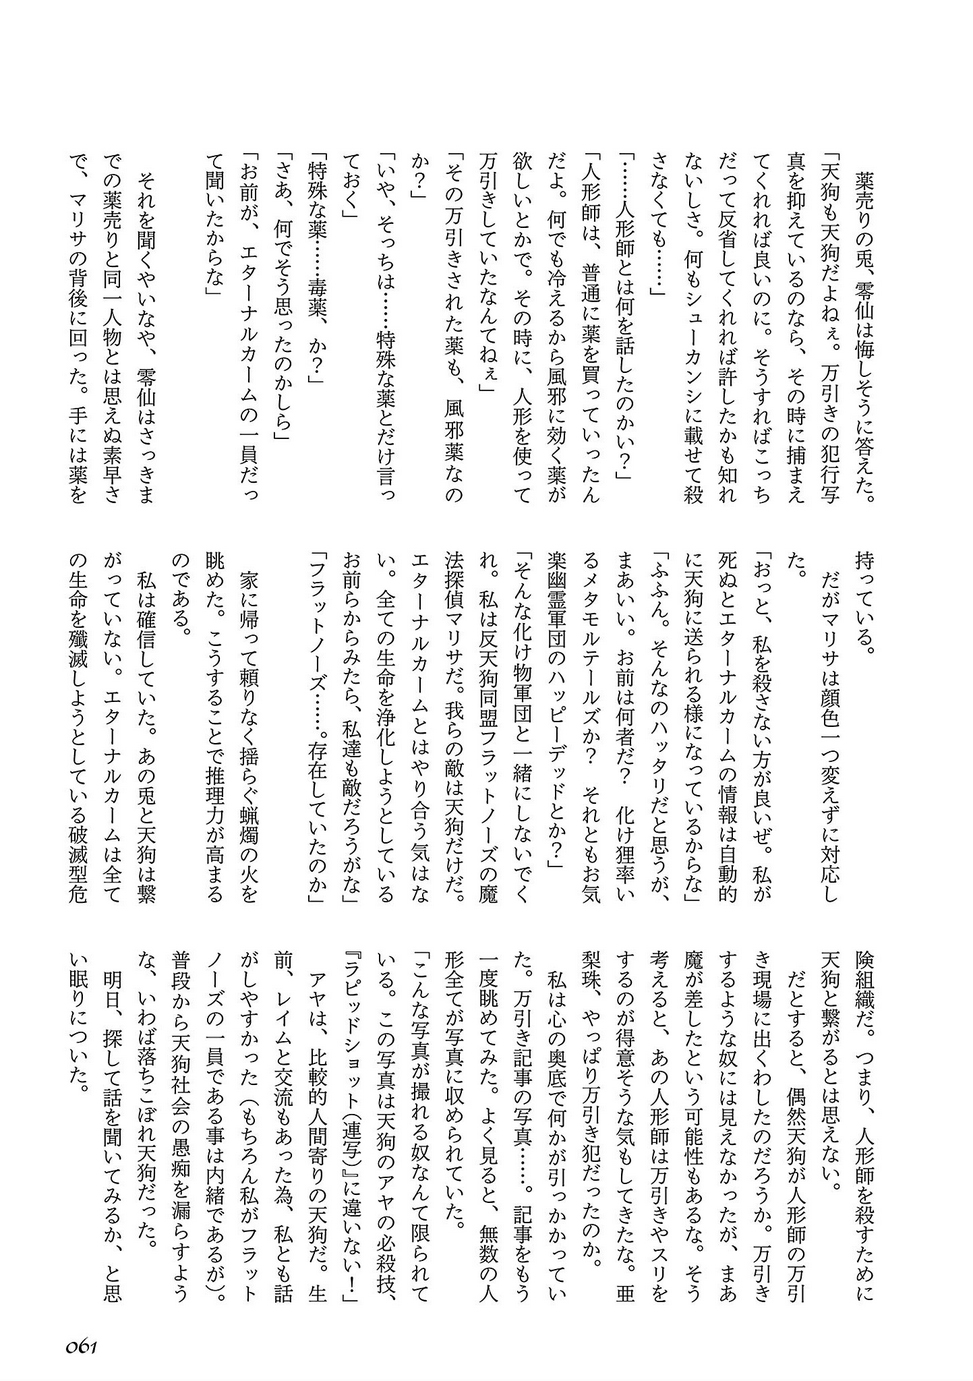 薬売りの兎、零仙は悔しそうに答えた。
「天狗も天狗だよねぇ。万引きの犯行写
真を抑えているのなら、その時に捕まえ
てくれれば良いのに。そうすればこっち
だって反省してくれれば許したかも知れ
ないしさ。何もシューカンシに載せて殺
さなくても……」
「……人形師とは何を話したのかい？」
「人形師は、普通に薬を買っていったん
だよ。何でも冷えるから風邪に効く薬が
欲しいとかで。その時に、人形を使って
万引きしていたなんてねぇ」
「その万引きされた薬も、風邪薬なの
か？」
「いや、そっちは……特殊な薬とだけ言っ
ておく」
「特殊な薬……毒薬、か？」
「さあ、何でそう思ったのかしら」
「お前が、エターナルカームの一員だっ
て聞いたからな」
それを聞くやいなや、零仙はさっきま
での薬売りと同一人物とは思えぬ素早さ
で、マリサの背後に回った。手には薬を
持っている。
だがマリサは顔色一つ変えずに対応し
た。
「おっと、私を殺さない方が良いぜ。私が
死ぬとエターナルカームの情報は自動的
に天狗に送られる様になっているからな」
「ふふん。そんなのハッタリだと思うが、
まあいい。お前は何者だ？　化け狸率い
るメタモルテールズか？　それともお気
楽幽霊軍団のハッピーデッドとか？」
「そんな化け物軍団と一緒にしないでく
れ。私は反天狗同盟フラットノーズの魔
法探偵マリサだ。我らの敵は天狗だけだ。
エターナルカームとはやり合う気はな
い。全ての生命を浄化しようとしている
お前らからみたら、私達も敵だろうがな」
「フラットノーズ……。存在していたのか」
家に帰って頼りなく揺らぐ蝋燭の火を
眺めた。こうすることで推理力が高まる
のである。
私は確信していた。あの兎と天狗は繋
がっていない。エターナルカームは全て
の生命を殲滅しようとしている破滅型危
険組織だ。つまり、人形師を殺すために
天狗と繋がるとは思えない。
だとすると、偶然天狗が人形師の万引
き現場に出くわしたのだろうか。万引き
するような奴には見えなかったが、まあ
魔が差したという可能性もあるな。そう
考えると、あの人形師は万引きやスリを
するのが得意そうな気もしてきたな。亜
梨珠、やっぱり万引き犯だったのか。
私は心の奥底で何かが引っかかってい
た。万引き記事の写真……。記事をもう
一度眺めてみた。よく見ると、無数の人
形全てが写真に収められていた。
「こんな写真が撮れる奴なんて限られて
いる。この写真は天狗のアヤの必殺技、
『ラピッドショット（連写）』に違いない！」
アヤは、比較的人間寄りの天狗だ。生
前、レイムと交流もあった為、私とも話
がしやすかった（もちろん私がフラット
ノーズの一員である事は内緒であるが）。
普段から天狗社会の愚痴を漏らすよう
な、いわば落ちこぼれ天狗だった。
明日、探して話を聞いてみるか、と思
い眠りについた。
061